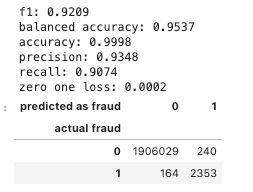 f1: 0.9209
balanced accuracy: 0.9537
accuracy: 0.9998
precision: 0.9348
recall: 0.9074
zero one loss: 0.0002
: predicted as fraud 0 1
actual fraud
0 1906029 240
1 164 2353